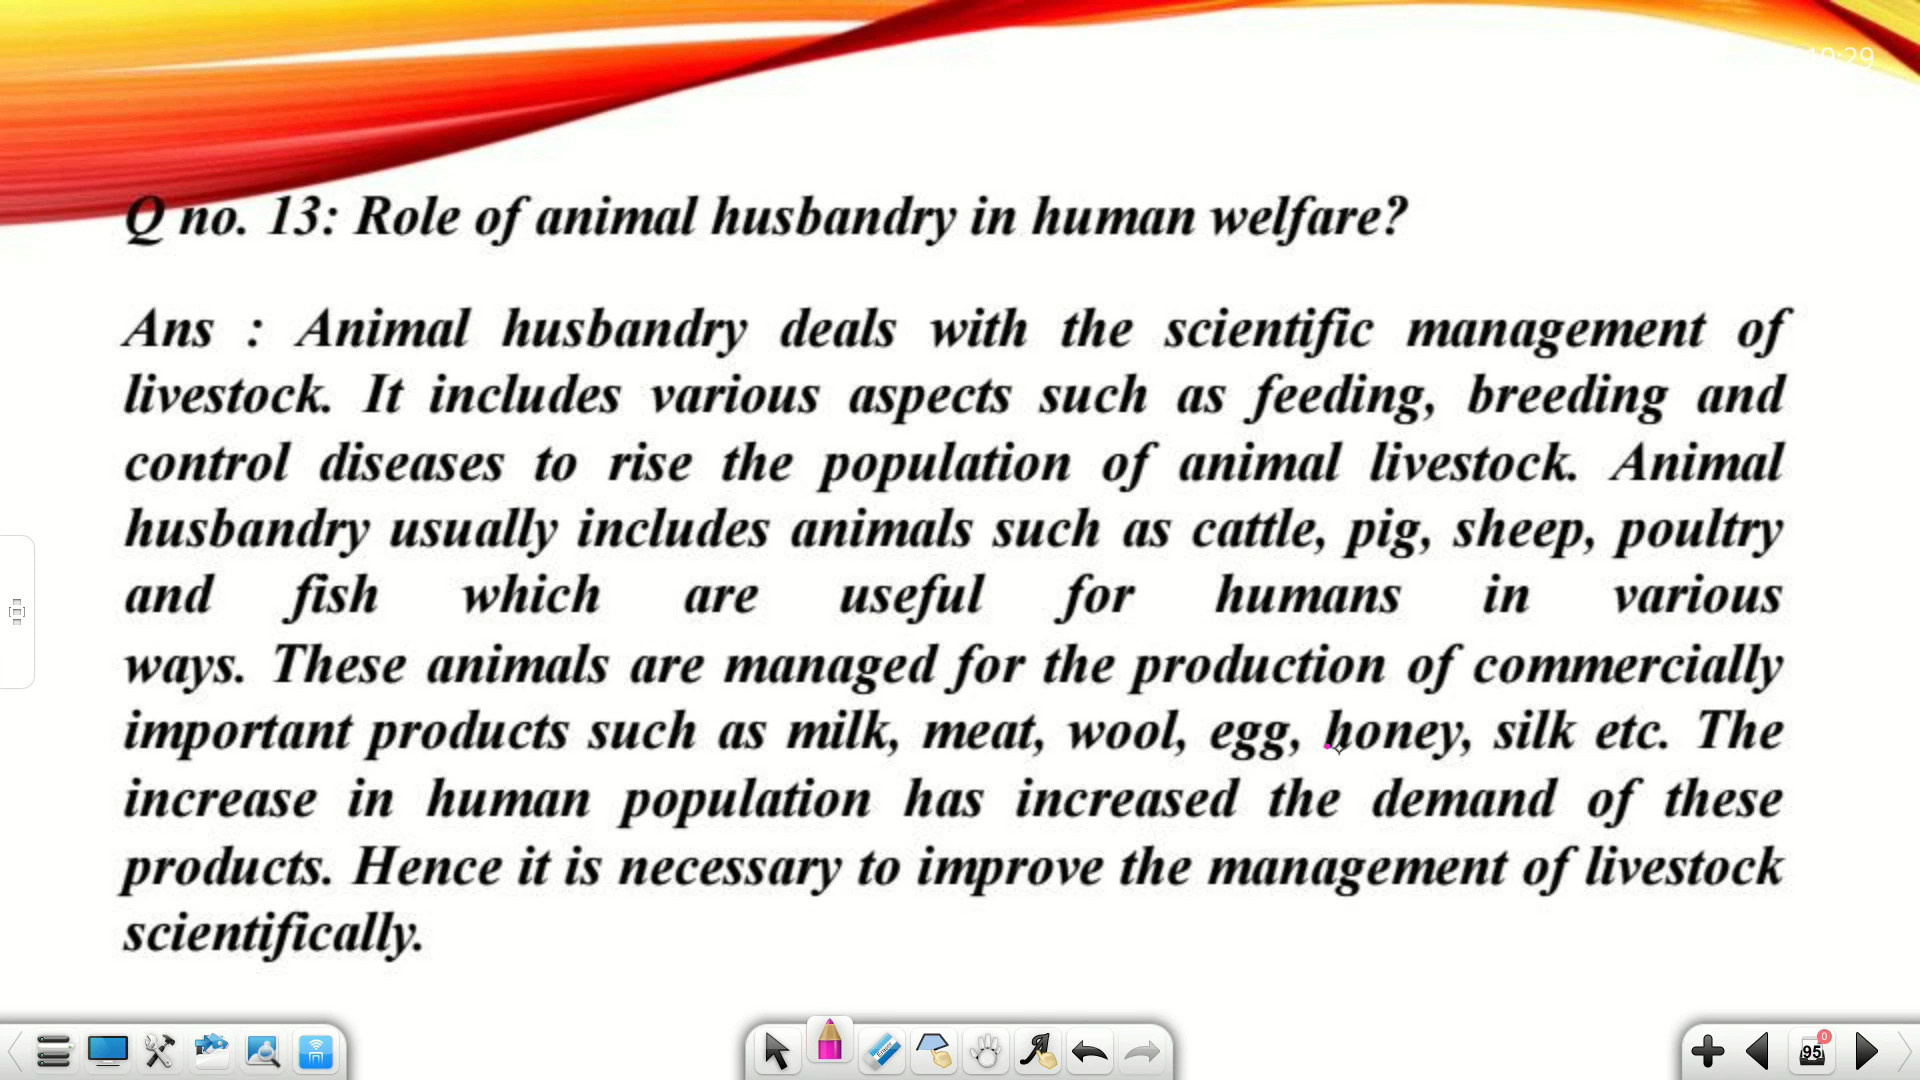 Q no. 13: Role of animal husbandry in human welfare?
Ans : Animal husbandry deals with the scientific management of
livestock. It includes various aspects such as feeding, breeding and
control diseases to rise the population of animal livestock. Animal
husbandry usually includes animals such as cattle, pig, sheep, poultry
and fish which are useful for humans in various
ways. These animals are managed for the production of commercially
important products such as milk, meat, wool, egg, honey, silk etc. The
increase in human population has increased the demand of these
products. Hence it is necessary to improve the management of livestock
scientifically.
95
0